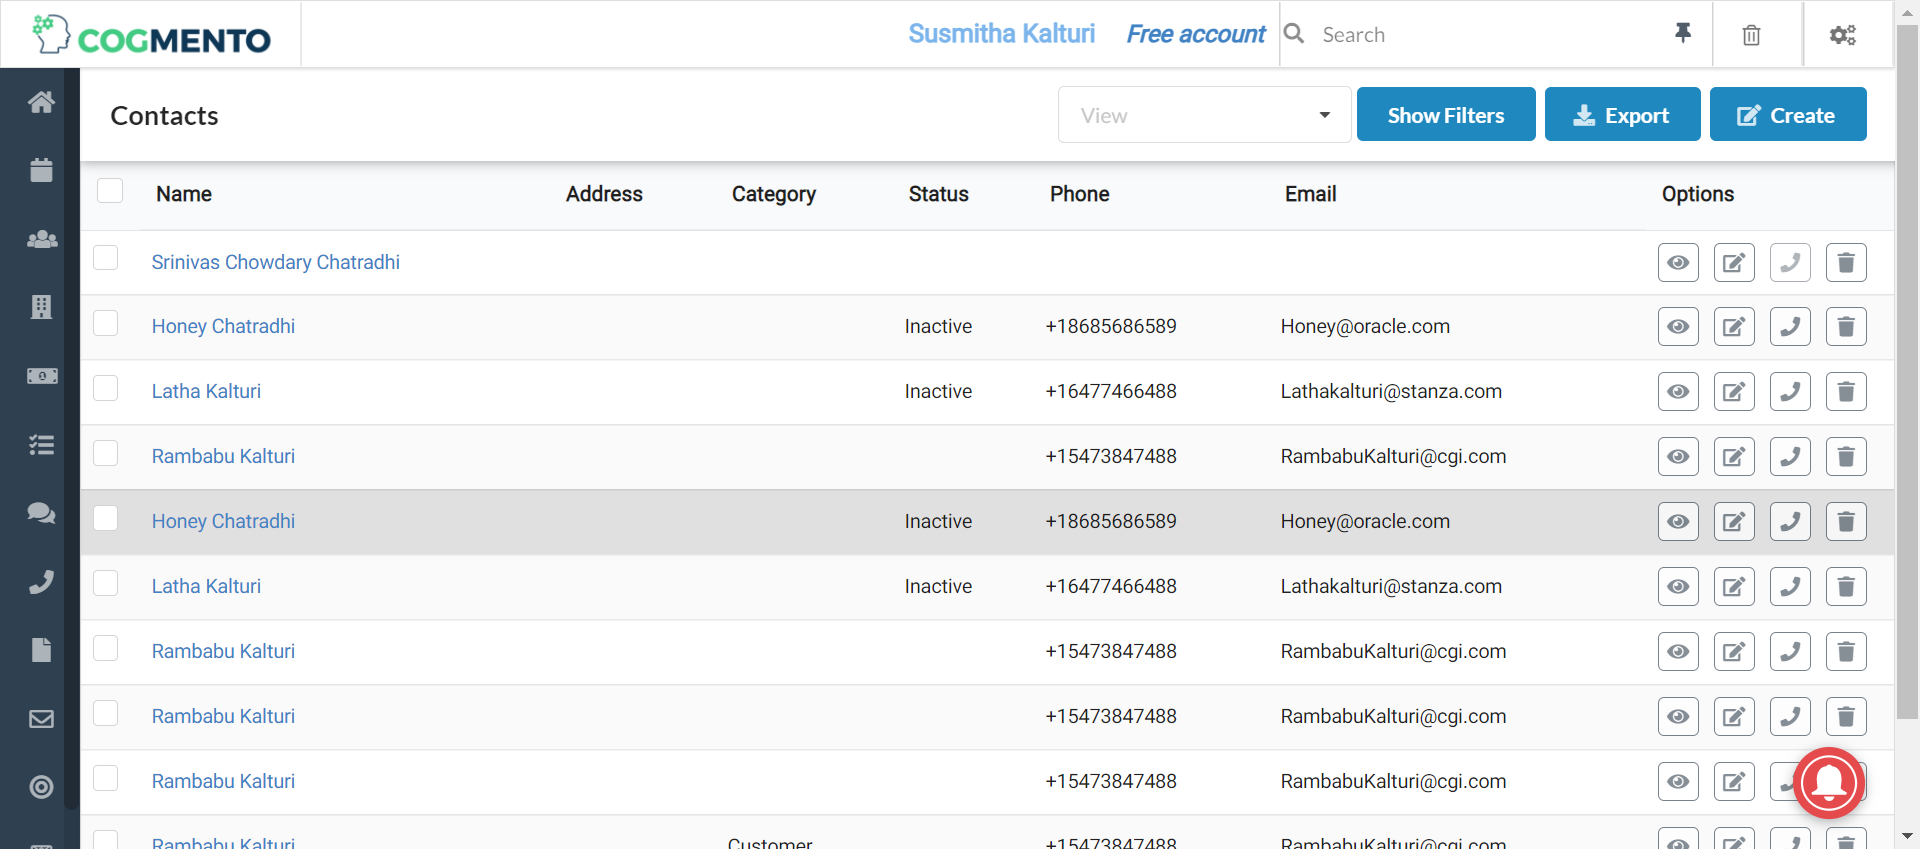 COGMENTO Susmitha Kalturi Free account Search
Contacts View Show Filters Export Create
Name Address Category Status Phone Email Options
Srinivas Chowdary Chatradhi
Honey Chatradhi Inactive +18685686589 Honey@oracle.com
Latha Kalturi Inactive +16477466488 Lathakalturi@stanza.com
Rambabu Kalturi +15473847488 RambabuKalturi@cgi.com
Honey Chatradhi Inactive +18685686589 Honey@oracle.com
Latha Kalturi Inactive +16477466488 Lathakalturi@stanza.com
Rambabu Kalturi +15473847488 RambabuKalturi@cgi.com
Rambabu Kalturi +15473847488 RambabuKalturi@cgi.com
Rambabu Kalturi +15473847488 RambabuKalturi@cgi.com
Rambabu Kalturi Customer +15473847488 RambabuKalturi@cgi.com